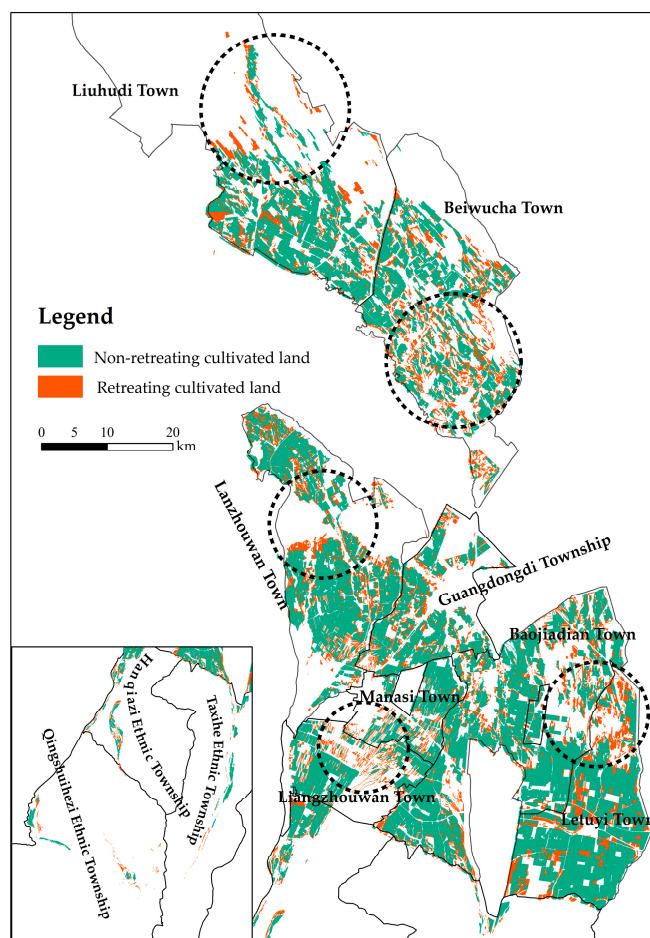 Liuhudi Town
Beiwucha Town
Legend
Non-retreating cultivated land
Retreating cultivated land
0 5 10 20
km
Lanzhouwan Town
Guangdongdi Township
Baojiadian Town
Manasi Town
Liangzhouwan Town
Letuyi Town
Hanqiazi Ethnic Township
Taxihe Ethnic Township
Qingshuihezi Ethnic Township